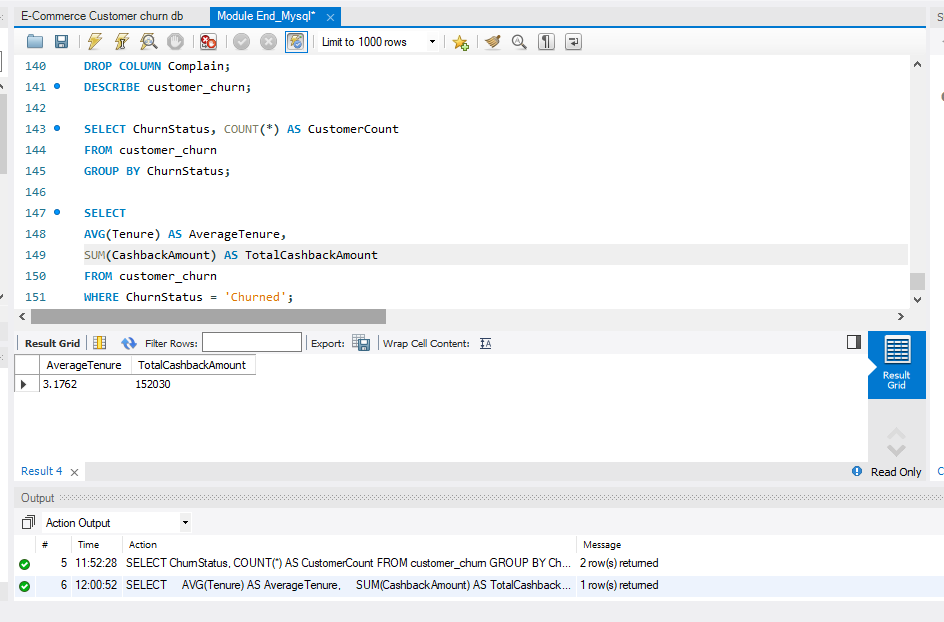 E-Commerce Customer churn db
Module End_Mysql*
Limit to 1000 rows
140 DROP COLUMN Complain;
141 DESCRIBE customer_churn;
142
143 SELECT ChurnStatus, COUNT(*) AS CustomerCount
144 FROM customer_churn
145 GROUP BY ChurnStatus;
146
147 SELECT
148 AVG(Tenure) AS AverageTenure,
149 SUM(CashbackAmount) AS TotalCashbackAmount
150 FROM customer_churn
151 WHERE ChurnStatus = 'Churned';
Result Grid Filter Rows: Export: Wrap Cell Content:
AverageTenure TotalCashbackAmount
3.1762 152030
Result Grid
Result 4
Read Only
Output
Action Output
# Time Action Message
5 11:52:28 SELECT ChurnStatus, COUNT(*) AS CustomerCount FROM customer_churn GROUP BY Ch... 2 row(s) returned
6 12:00:52 SELECT AVG(Tenure) AS AverageTenure, SUM(CashbackAmount) AS TotalCashback... 1 row(s) returned